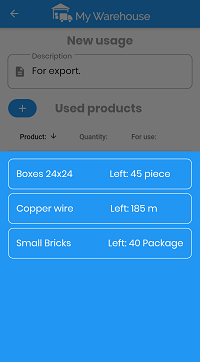 My Warehouse
New usage
Description
For export.
Used products
Product: Quantity: For use:
Boxes 24x24 Left: 45 piece
Copper wire Left: 185 m
Small Bricks Left: 40 Package